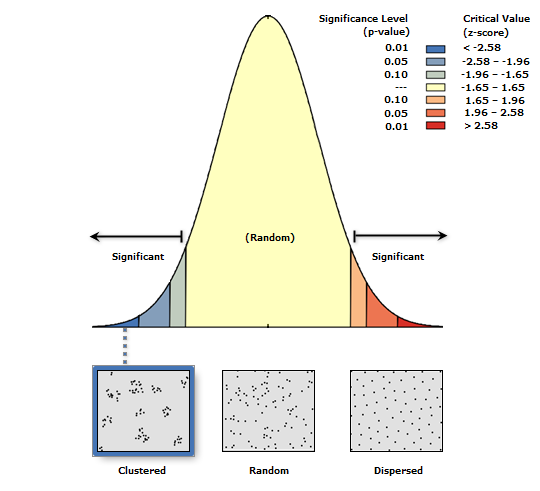 Significance Level Critical Value
(p-value) (z-score)
0.01 < -2.58
0.05 -2.58 – -1.96
0.10 -1.96 – -1.65
--- -1.65 – 1.65
0.10 1.65 – 1.96
0.05 1.96 – 2.58
0.01 > 2.58
(Random)
Significant Significant
Clustered Random Dispersed